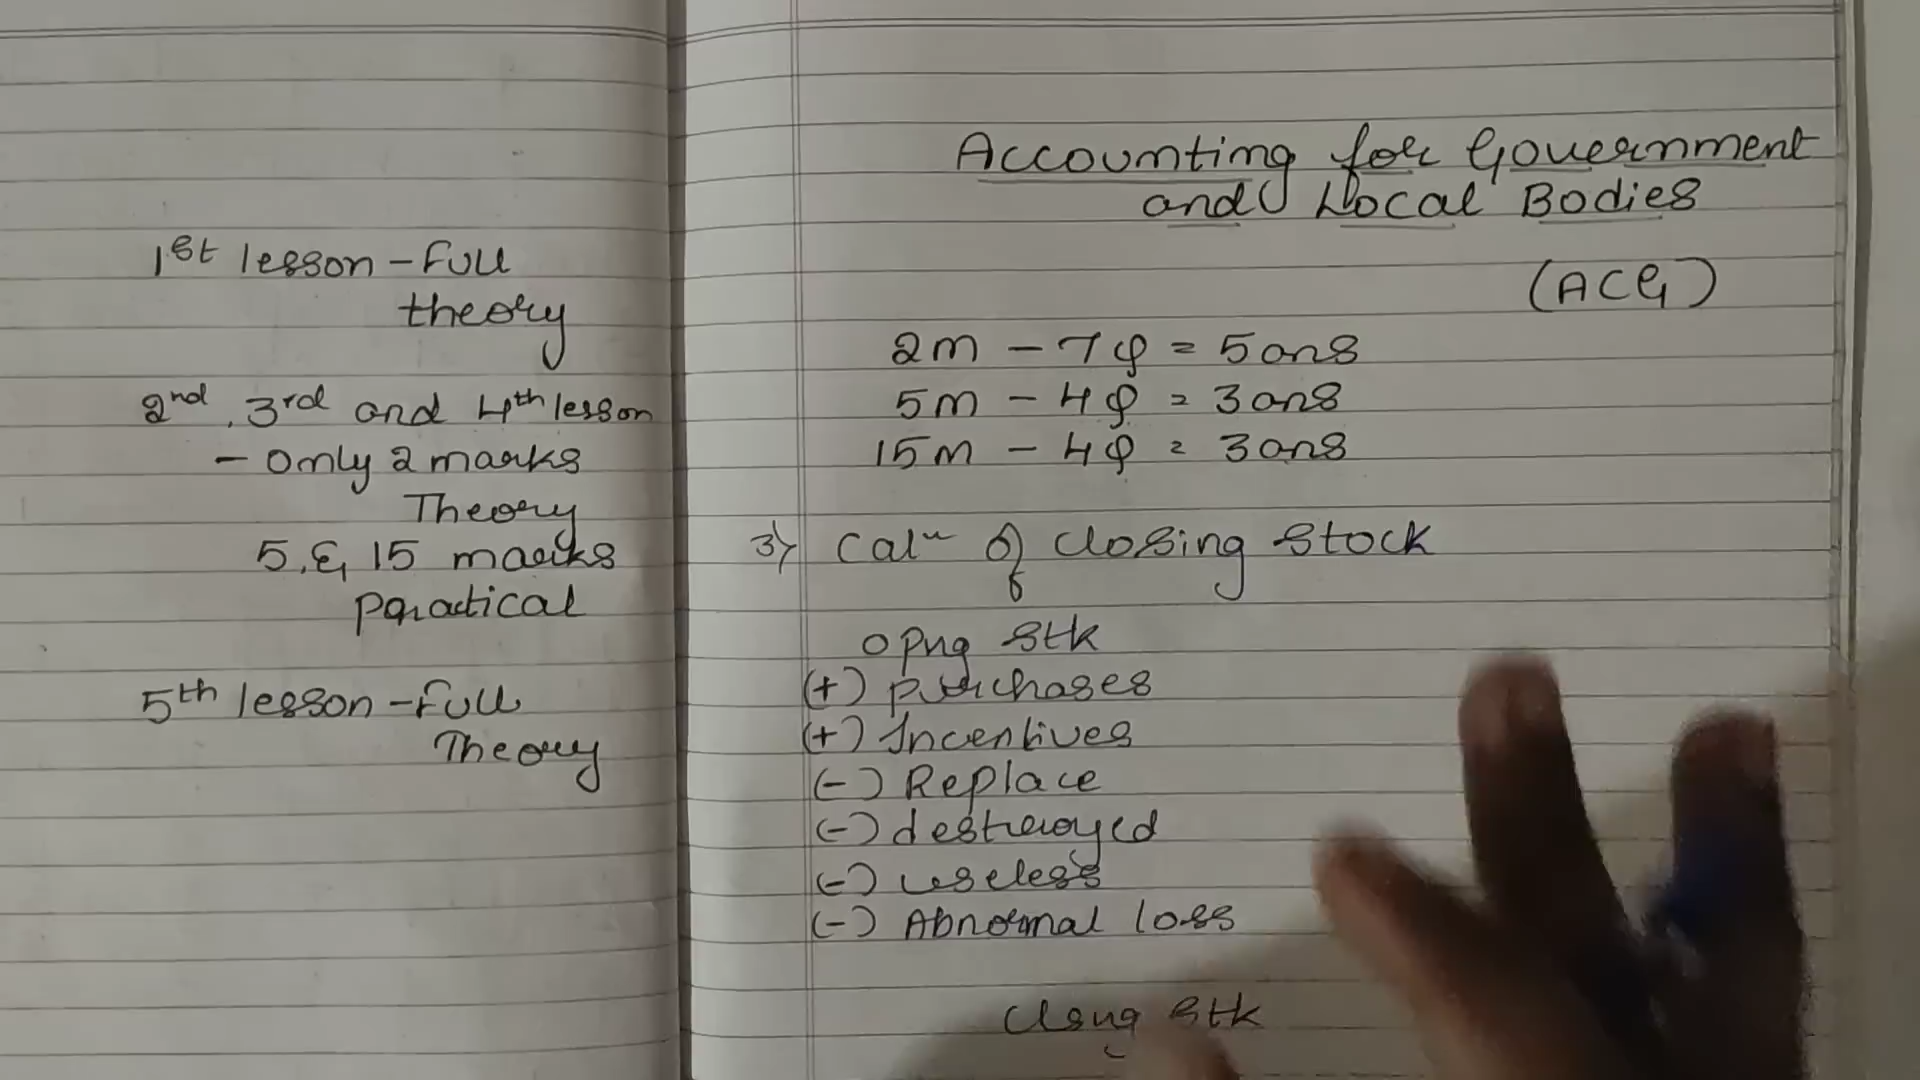 1st lesson - Full
theory
2nd, 3rd and 4th lesson
- Only 2 marks
Theory
5, & 15 marks
Practical
5th lesson - Full
Theory
Accounting for Government
and Local Bodies
(ACG)
2m - 7Q = 5ans
5m - 4Q = 3ans
15m - 4Q = 3ans
3) Caln of Closing Stock
Opng Stk
(+) purchases
(+) Incentives
(-) Replace
(-) destroyed
(-) useless
(-) Abnormal loss
Clsng Stk